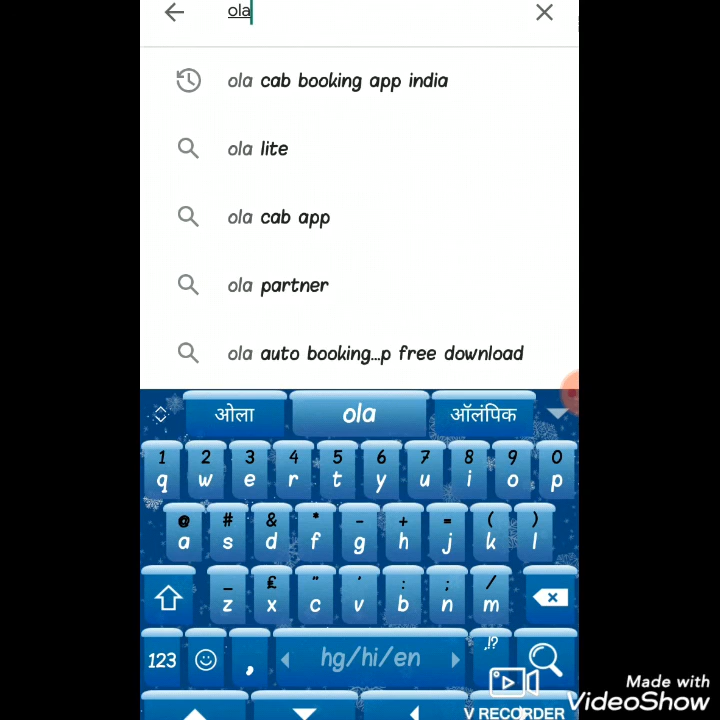 ola
ola cab booking app india
ola lite
ola cab app
ola partner
ola auto booking...p free download
ओला ola ऑलंपिक
1 2 3 4 5 6 7 8 9 0
q w e r t y u i o p
@ # & * - + = ( )
a s d f g h j k l
_ £ " ' : ; /
z x c v b n m
123 , hg/hi/en ,!?
V RECORDER
Made with
VideoShow